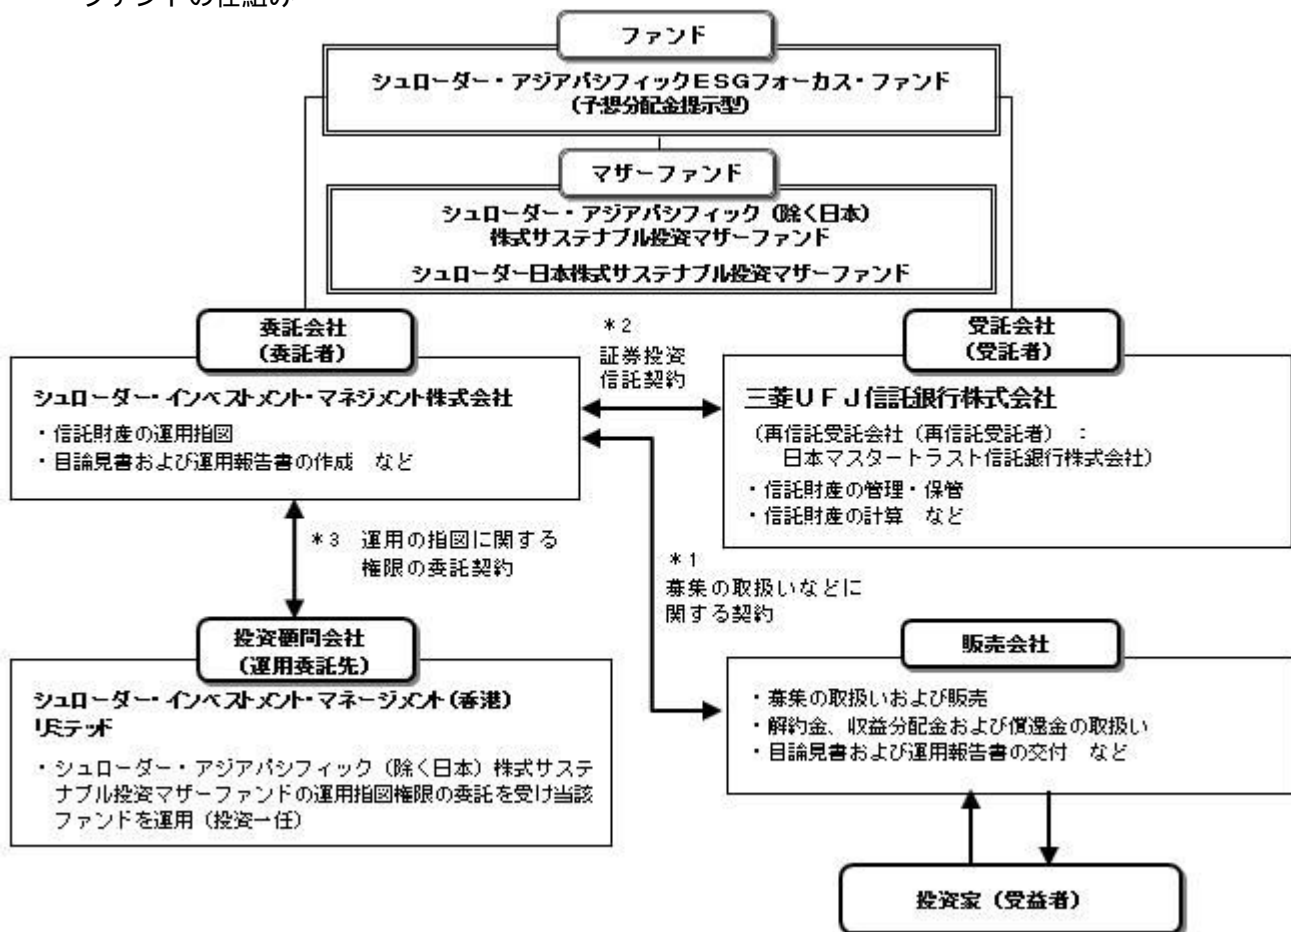 ファンドの仕組み
ファンド
シュローダー・アジアパシフィックＥＳＧフォーカス・ファンド
(予想分配金提示型)
マザーファンド
シュローダー・アジアパシフィック（除く日本）
株式サステナブル投資マザーファンド
シュローダー日本株式サステナブル投資マザーファンド
委託会社
(委託者)
シュローダー・インベストメント・マネジメント株式会社
・信託財産の運用指図
・目論見書および運用報告書の作成　など
＊２
証券投資
信託契約
受託会社
(受託者)
三菱ＵＦＪ信託銀行株式会社
（再信託受託会社（再信託受託者）：
日本マスタートラスト信託銀行株式会社）
・信託財産の管理・保管
・信託財産の計算　など
＊３　運用の指図に関する
権限の委託契約
＊１
募集の取扱いなどに
関する契約
投資顧問会社
(運用委託先)
シュローダー・インベストメント・マネージメント（香港）
リミテッド
・シュローダー・アジアパシフィック（除く日本）株式サステ
ナブル投資マザーファンドの運用指図権限の委託を受け当該
ファンドを運用（投資一任）
販売会社
・募集の取扱いおよび販売
・解約金、収益分配金および償還金の取扱い
・目論見書および運用報告書の交付　など
投資家（受益者）